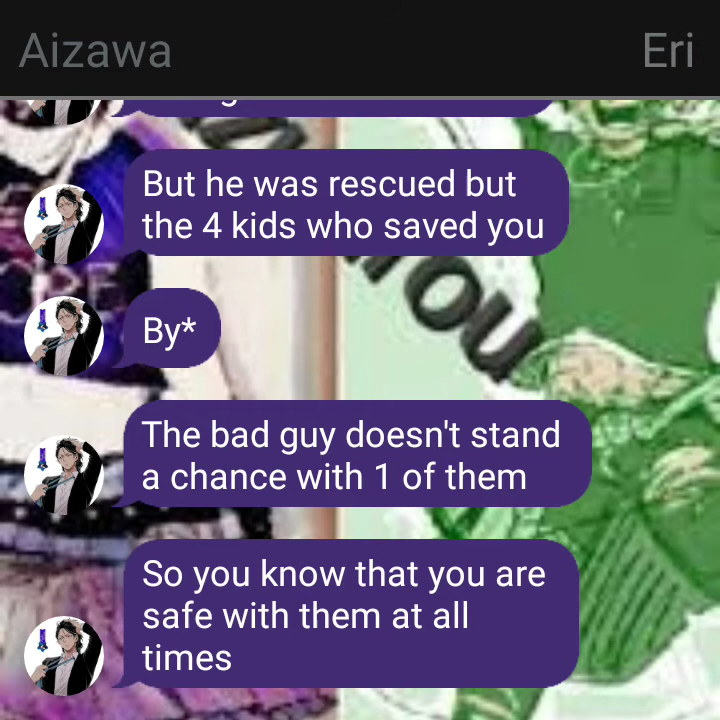 Aizawa Eri
But he was rescued but
the 4 kids who saved you
By*
The bad guy doesn't stand
a chance with 1 of them
So you know that you are
safe with them at all
times